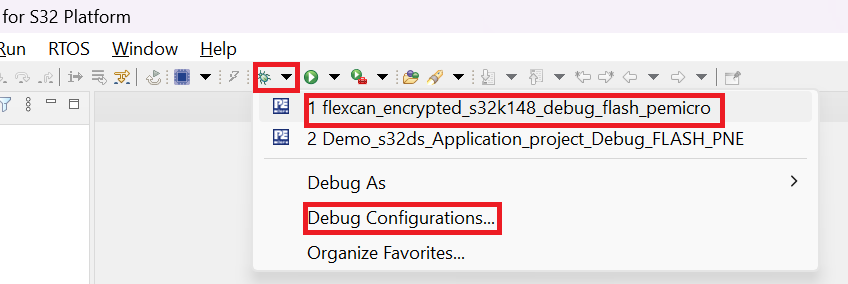 for S32 Platform
Run RTOS Window Help
1 flexcan_encrypted_s32k148_debug_flash_pemicro
2 Demo_s32ds_Application_project_Debug_FLASH_PNE
Debug As
Debug Configurations...
Organize Favorites...